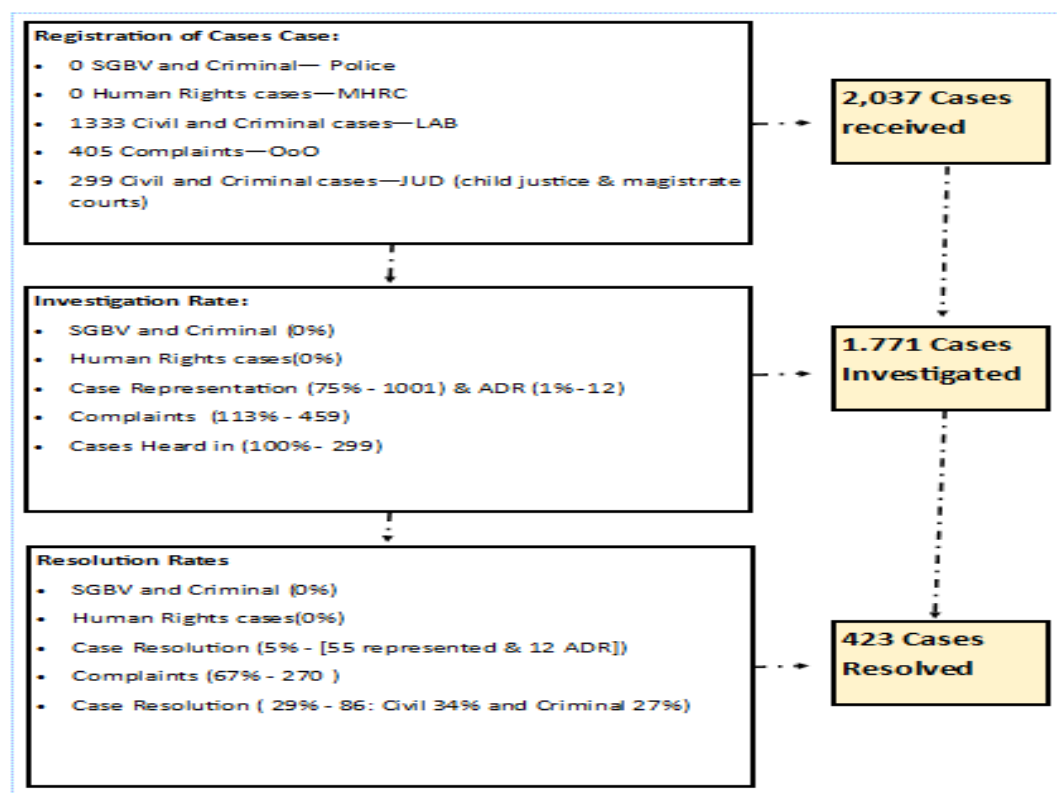 Registration of Cases Case:
• 0 SGBV and Criminal— Police
• 0 Human Rights cases—MHRC
• 1333 Civil and Criminal cases—LAB
• 405 Complaints—OoO
• 299 Civil and Criminal cases—JUD (child justice & magistrate
courts)
2,037 Cases
received
Investigation Rate:
• SGBV and Criminal (0%)
• Human Rights cases(0%)
• Case Representation (75% - 1001) & ADR (1%-12)
• Complaints (113% - 459)
• Cases Heard in (100% - 299)
1.771 Cases
Investigated
Resolution Rates
• SGBV and Criminal (0%)
• Human Rights cases(0%)
• Case Resolution (5% - [55 represented & 12 ADR])
• Complaints (67% - 270 )
• Case Resolution ( 29% - 86: Civil 34% and Criminal 27%)
423 Cases
Resolved